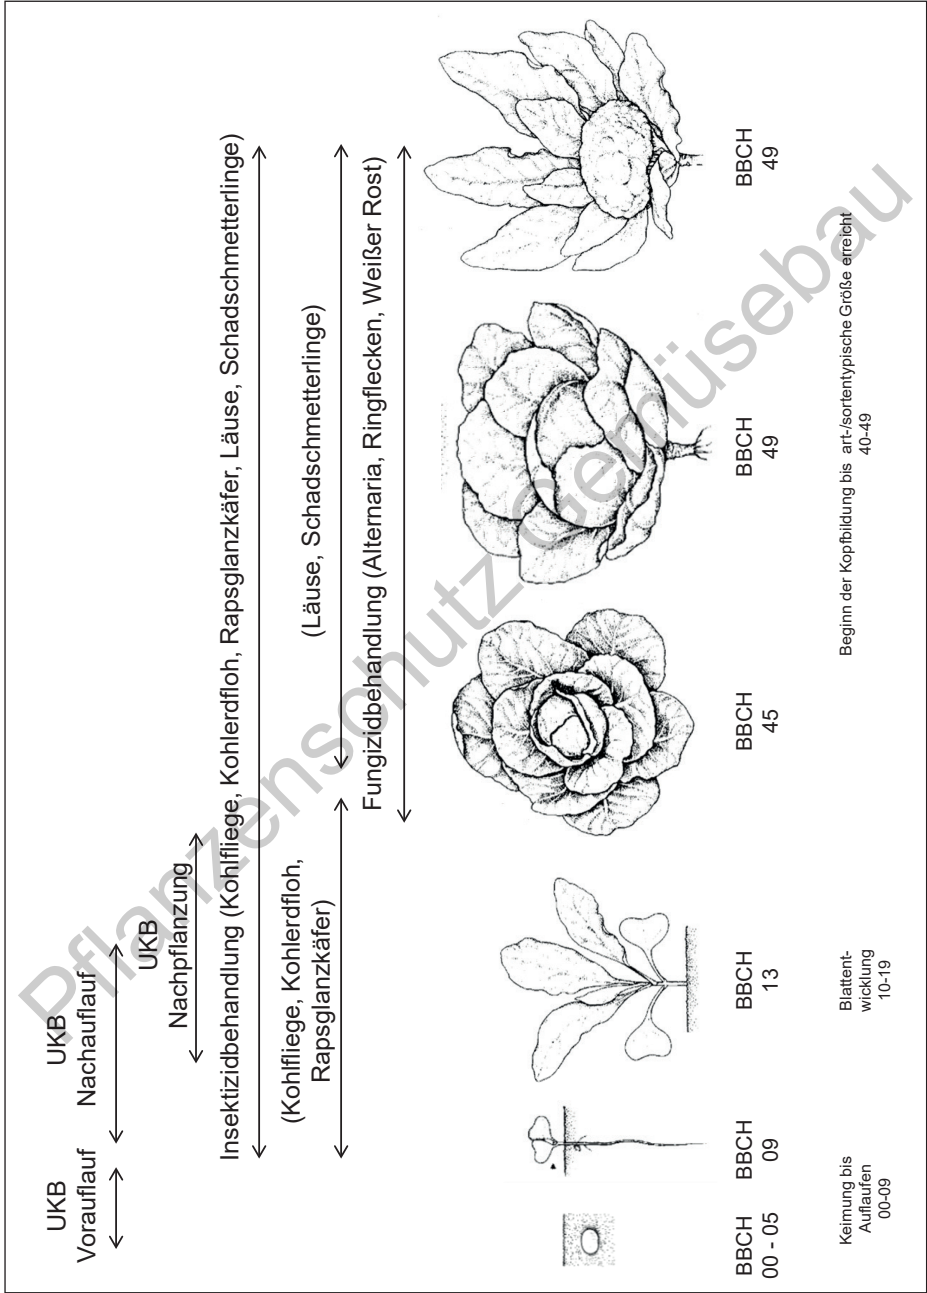 UKB
Vorauflauf
UKB
Nachauflauf
UKB
Nachpflanzung
Insektizidbehandlung (Kohlfliege, Kohlerdfloh, Rapsglanzkäfer, Läuse, Schadschmetterlinge)
(Kohlfliege, Kohlerdfloh,
Rapsglanzkäfer)
(Läuse, Schadschmetterlinge)
Fungizidbehandlung (Alternaria, Ringflecken, Weißer Rost)
BBCH
00 - 05
BBCH
09
BBCH
13
BBCH
45
BBCH
49
BBCH
49
Keimung bis
Auflaufen
00-09
Blattent-
wicklung
10-19
Beginn der Kopfbildung bis art-/sortentypische Größe erreicht
40-49
Pflanzenschutz Gemüsebau